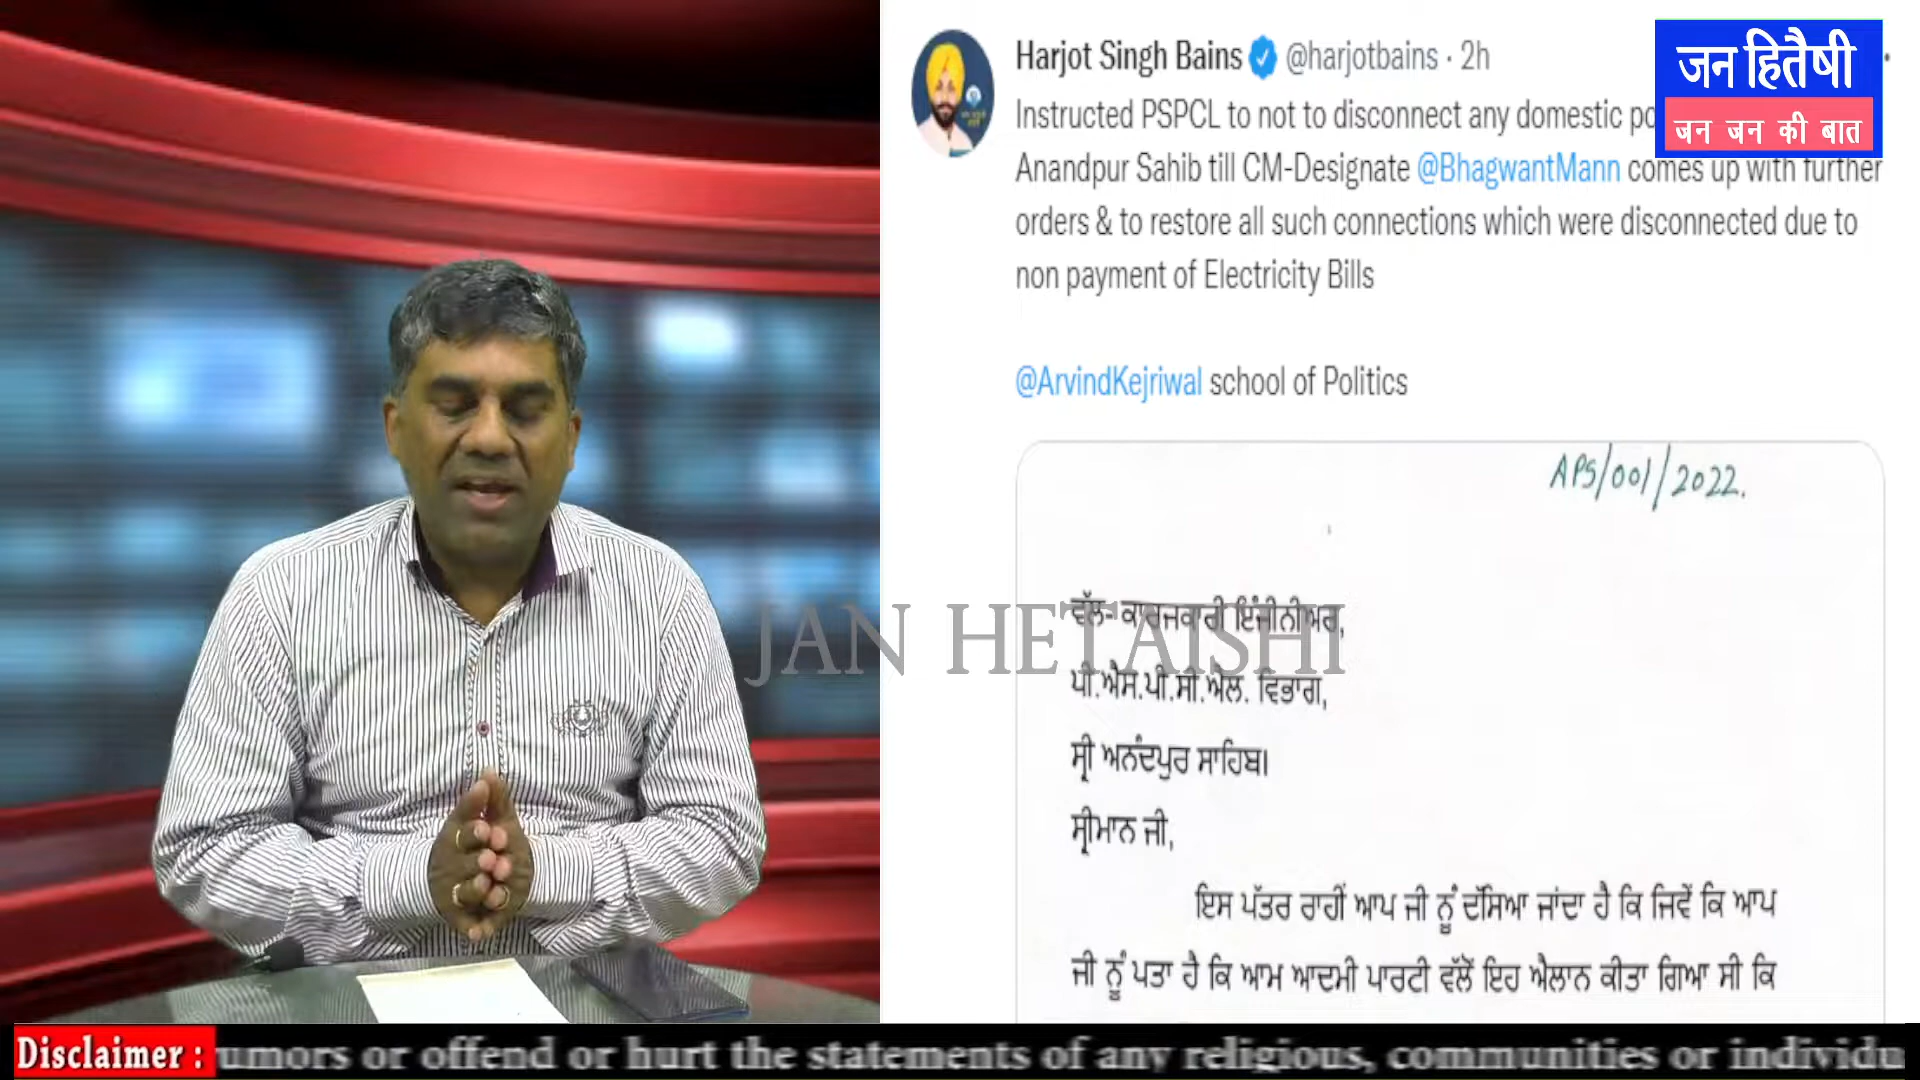 Harjot Singh Bains @harjotbains · 2h
Instructed PSPCL to not to disconnect any domestic
Anandpur Sahib till CM-Designate @BhagwantMann comes up with further
orders & to restore all such connections which were disconnected due to
non payment of Electricity Bills
@ArvindKejriwal school of Politics
जन हितैषी
जन जन की बात
APS/001/2022.
ਵੱਲ- ਕਾਰਜਕਾਰੀ ਇੰਜੀਨੀਅਰ,
JAN HETAISHI
ਪੀ.ਐਸ.ਪੀ.ਸੀ.ਐਲ. ਵਿਭਾਗ,
ਸ੍ਰੀ ਅਨੰਦਪੁਰ ਸਾਹਿਬ।
ਸ੍ਰੀਮਾਨ ਜੀ,
ਇਸ ਪੱਤਰ ਰਾਹੀਂ ਆਪ ਜੀ ਨੂੰ ਦੱਸਿਆ ਜਾਂਦਾ ਹੈ ਕਿ ਜਿਵੇਂ ਕਿ ਆਪ
ਜੀ ਨੂੰ ਪਤਾ ਹੈ ਕਿ ਆਮ ਆਦਮੀ ਪਾਰਟੀ ਵੱਲੋਂ ਇਹ ਐਲਾਨ ਕੀਤਾ ਗਿਆ ਸੀ ਕਿ
Disclaimer : umors or offend or hurt the statements of any religious, communities or individu